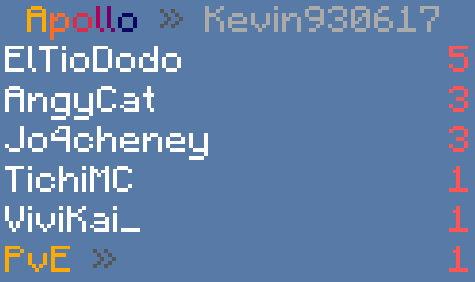 Apollo » Kevin930617
ElTioDodo 5
AngyCat 3
Jo4cheney 3
TichiMC 1
ViviKai_ 1
PvE » 1